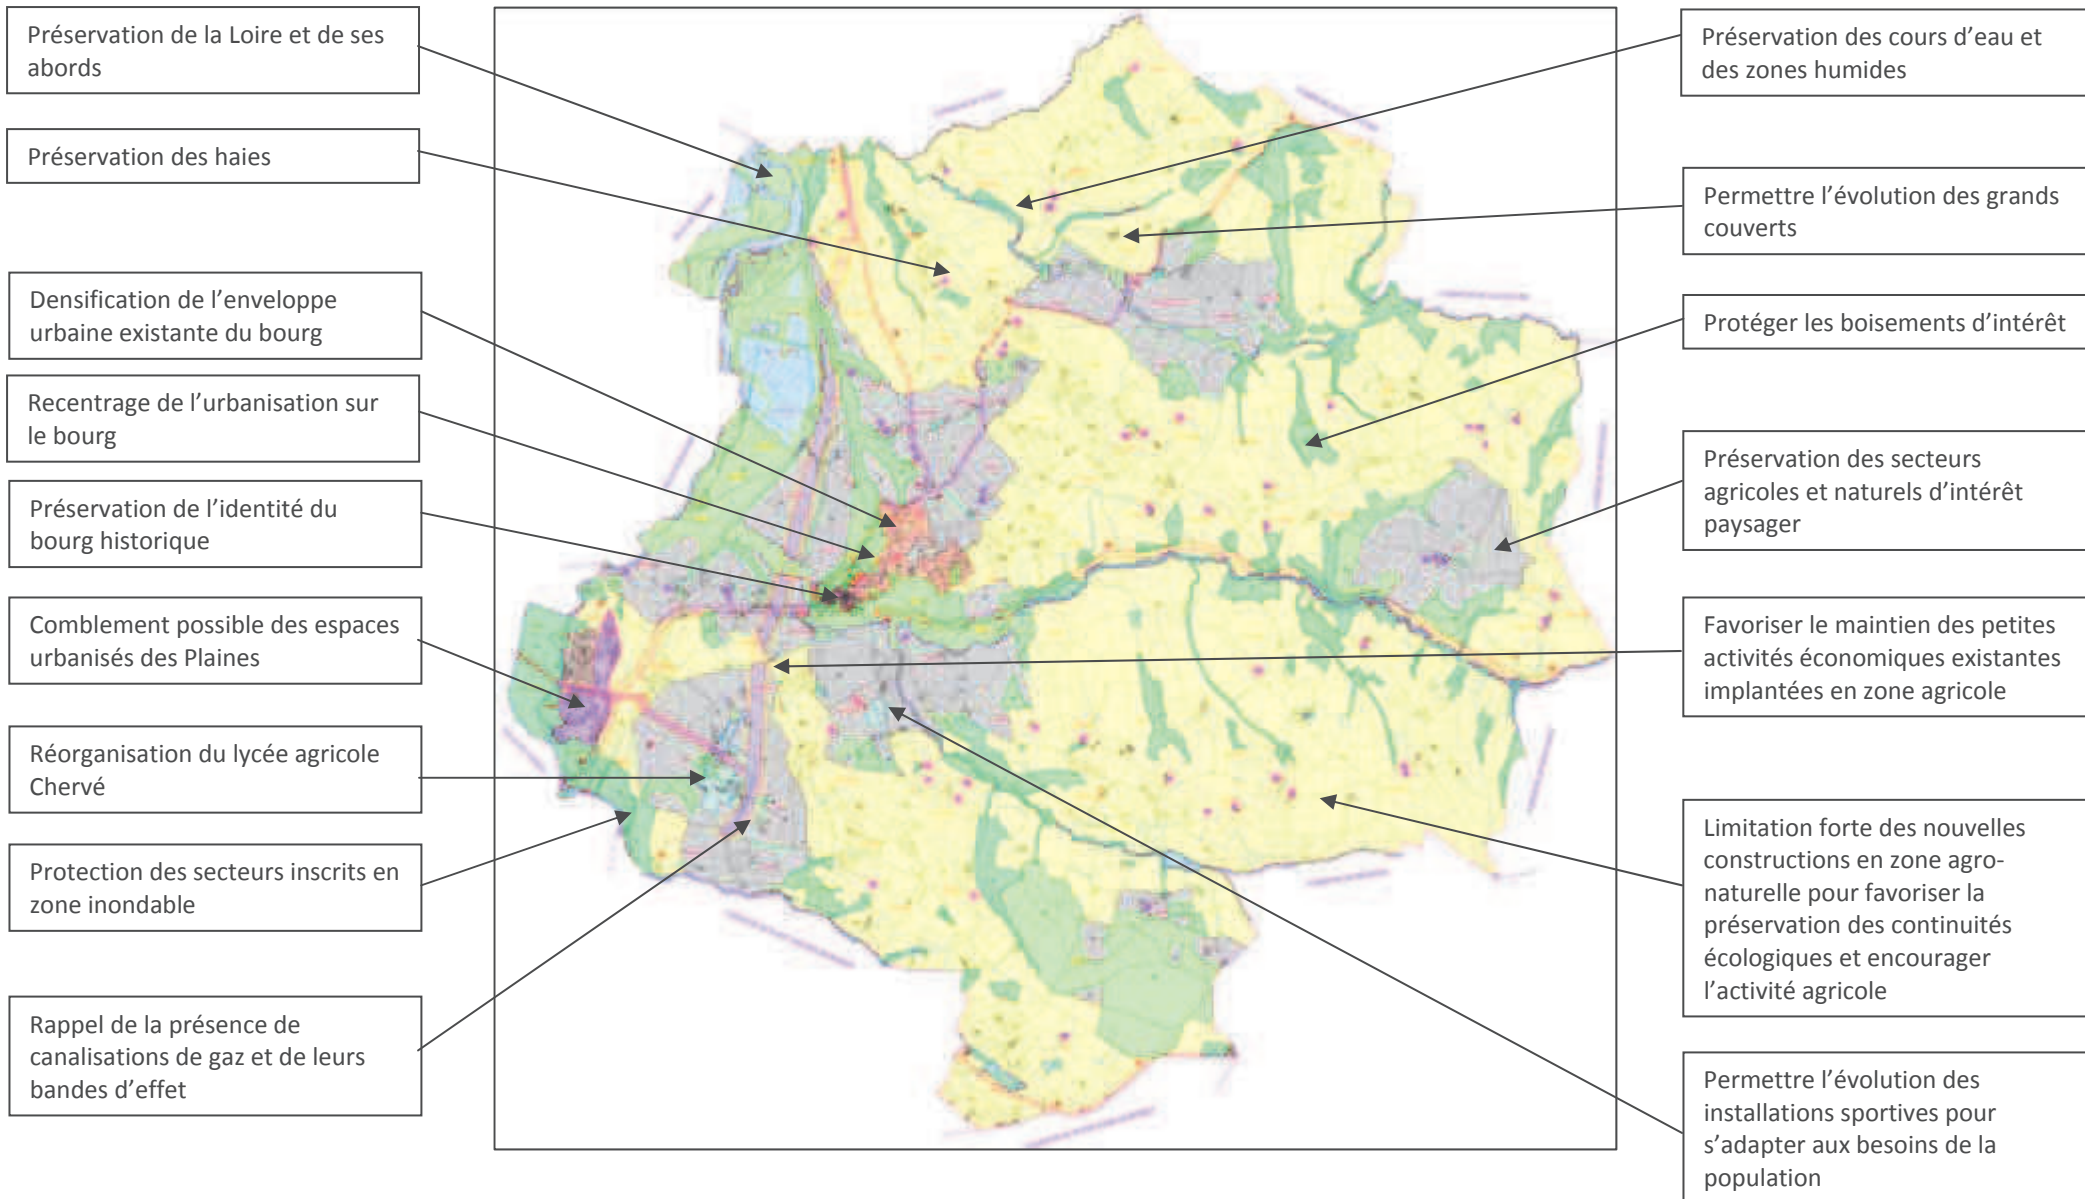 Préservation de la Loire et de ses
abords
Préservation des haies
Densification de l’enveloppe
urbaine existante du bourg
Recentrage de l’urbanisation sur
le bourg
Préservation de l’identité du
bourg historique
Comblement possible des espaces
urbanisés des Plaines
Réorganisation du lycée agricole
Chervé
Protection des secteurs inscrits en
zone inondable
Rappel de la présence de
canalisations de gaz et de leurs
bandes d’effet
Préservation des cours d’eau et
des zones humides
Permettre l’évolution des grands
couverts
Protéger les boisements d’intérêt
Préservation des secteurs
agricoles et naturels d’intérêt
paysager
Favoriser le maintien des petites
activités économiques existantes
implantées en zone agricole
Limitation forte des nouvelles
constructions en zone agro-
naturelle pour favoriser la
préservation des continuités
écologiques et encourager
l’activité agricole
Permettre l’évolution des
installations sportives pour
s’adapter aux besoins de la
population